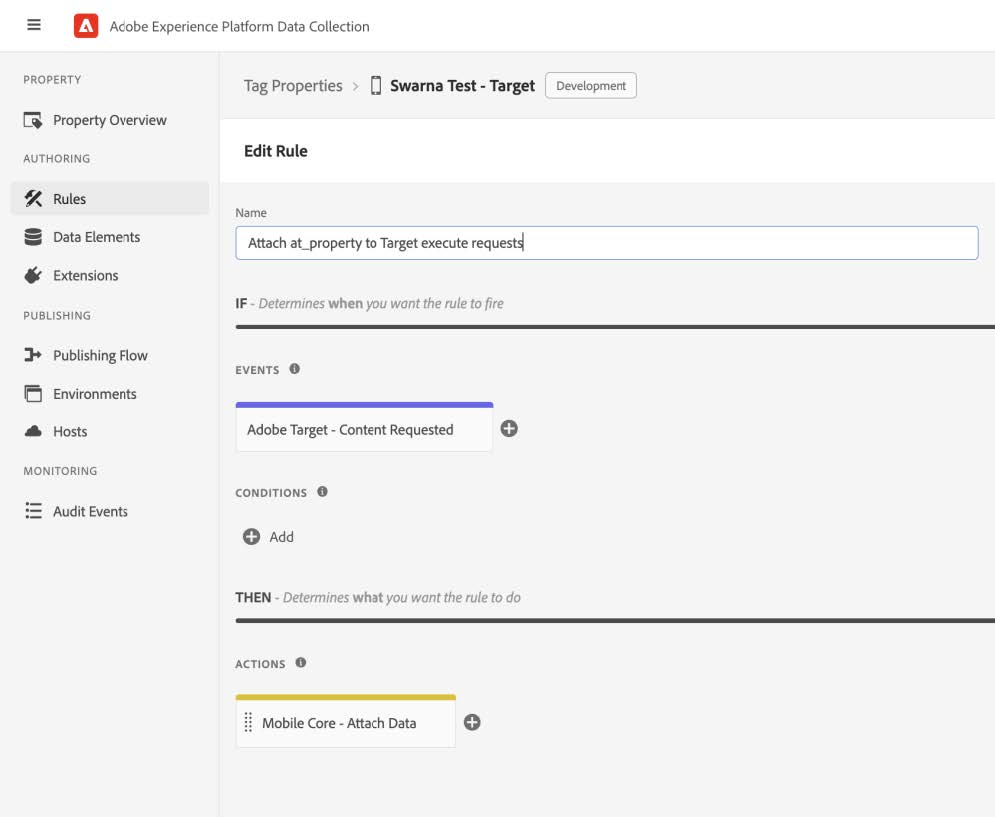 Adobe Experience Platform Data Collection
PROPERTY
Property Overview
AUTHORING
Rules
Data Elements
Extensions
PUBLISHING
Publishing Flow
Environments
Hosts
MONITORING
Audit Events
Tag Properties > Swarna Test - Target Development
Edit Rule
Name
Attach at_property to Target execute requests
IF - Determines when you want the rule to fire
EVENTS
Adobe Target - Content Requested
CONDITIONS
Add
THEN - Determines what you want the rule to do
ACTIONS
Mobile Core - Attach Data